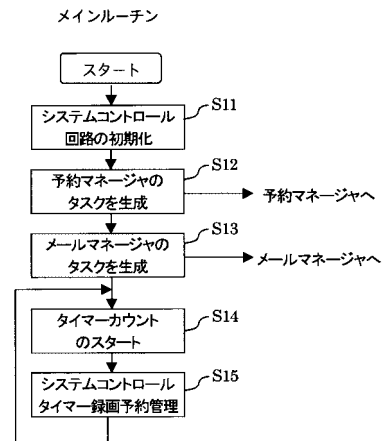 メインルーチン
スタート
S11
システムコントロール
回路の初期化
S12
予約マネージャの
タスクを生成
予約マネージャへ
S13
メールマネージャの
タスクを生成
メールマネージャへ
S14
タイマーカウント
のスタート
S15
システムコントロール
タイマー録画予約管理